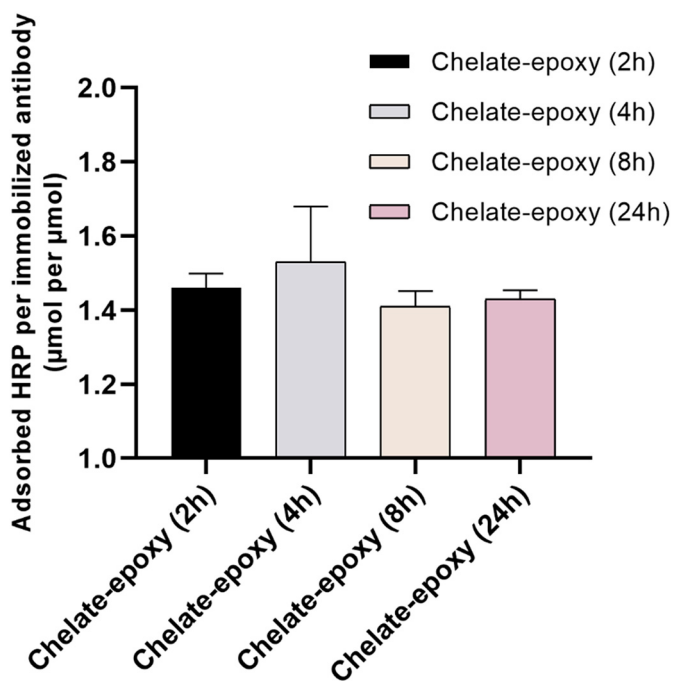 Adsorbed HRP per immobilized antibody
(µmol per µmol)
2.0
1.8
1.6
1.4
1.2
1.0
Chelate-epoxy (2h)
Chelate-epoxy (4h)
Chelate-epoxy (8h)
Chelate-epoxy (24h)
Chelate-epoxy (2h)
Chelate-epoxy (4h)
Chelate-epoxy (8h)
Chelate-epoxy (24h)